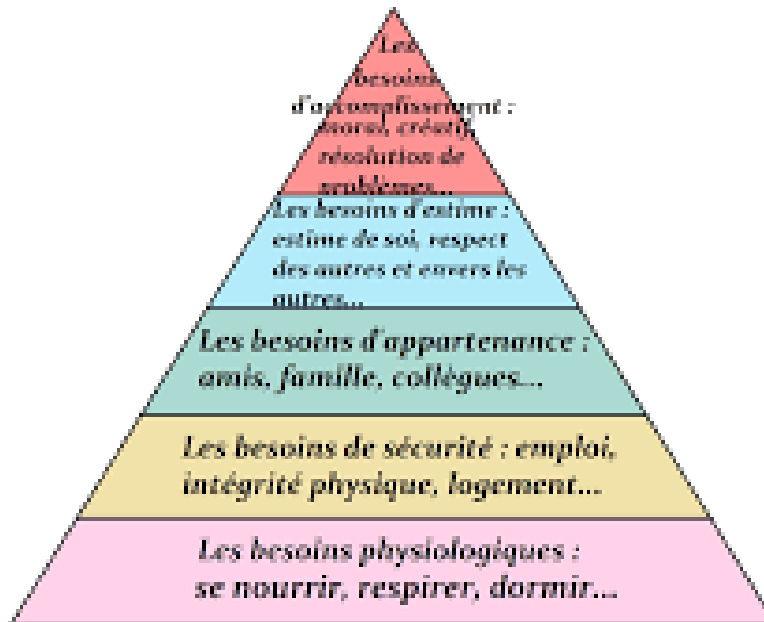 Les
besoins
d'accomplissement :
moral, créatif,
résolution de
problèmes...
Les besoins d'estime :
estime de soi, respect
des autres et envers les
autres...
Les besoins d'appartenance :
amis, famille, collègues...
Les besoins de sécurité : emploi,
intégrité physique, logement...
Les besoins physiologiques :
se nourrir, respirer, dormir...